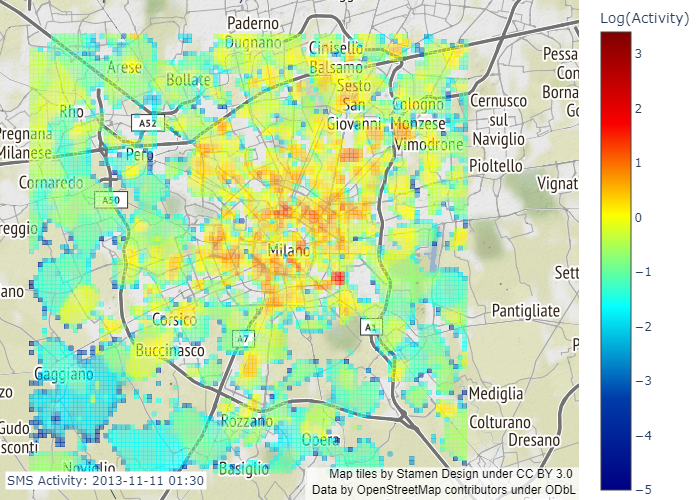 Paderno
Dugnano
Cinisello
Balsamo
Arese
Bollate
Sesto
San
Giovanni
Cologno
Monzese
Vimodrone
Cernusco
sul
Naviglio
Pioltello
Pessa
Con
Borna
Go
Vignat
Rho
A52
Pregnana
Milanese
Pero
Cornaredo
A50
reggio
Milano
Sett
ano
Pantigliate
Corsico
A7
Buccinasco
Gaggiano
P
zo
Mediglia
Rozzano
Colturano
Dresano
Gudo
sconti
Opera
Noviglio
Basiglio
SMS Activity: 2013-11-11 01:30
Map tiles by Stamen Design under CC BY 3.0
Data by OpenStreetMap contributors under ODbL
Log(Activity)
3
2
1
0
−1
−2
−3
−4
−5